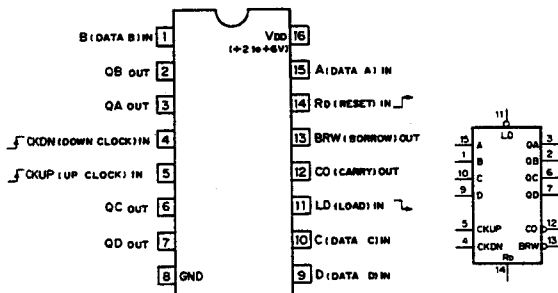 B (DATA B) IN 1
QB OUT 2
QA OUT 3
CKDN (DOWN CLOCK) IN 4
CKUP (UP CLOCK) IN 5
QC OUT 6
QD OUT 7
8 GND
VDD 16
(+2 to +6V)
15 A (DATA A) IN
14 RD (RESET) IN
13 BRW (BORROW) OUT
12 CO (CARRY) OUT
11 LD (LOAD) IN
10 C (DATA C) IN
9 D (DATA D) IN
11
LD
15 A QA 3
1 B QB 2
10 C QC 6
9 D QD 7
5 CKUP CO 12
4 CKDN BRW 13
RD
14